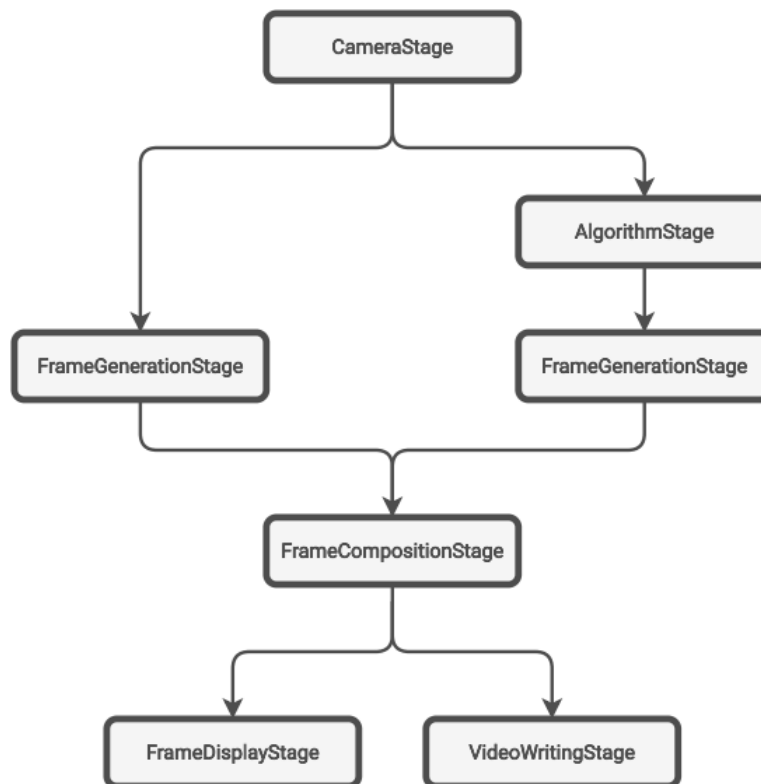 CameraStage
AlgorithmStage
FrameGenerationStage
FrameGenerationStage
FrameCompositionStage
FrameDisplayStage
VideoWritingStage